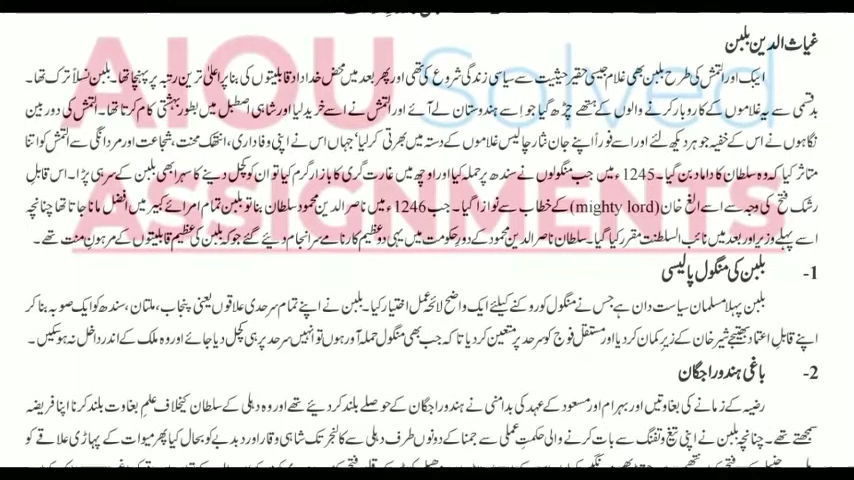 غیاث الدین بلبن
ایبک اور التمش کی طرح بلبن بھی غلام جیسی حقیر حیثیت سے سیاسی زندگی شروع کی تھی اور پھر بعد میں محض خداداد قابلیتوں کی بنا پر اعلیٰ ترین رتبہ پر پہنچا تھا۔ بلبن نسلاً ترک تھا۔
بدقسمتی سے یہ غلاموں کے کاروبار کرنے والوں کے ہتھے چڑھ گیا جو اسے ہندوستان لے آئے اور التمش نے اسے خرید لیا اور شاہی اصطبل میں بطور بہشتی کام کرتا تھا۔ التمش کی دور بین
نگاہوں نے اس کے خفیہ جوہر دیکھ لئے اور اسے فوراً اپنے جان نثار چالیس غلاموں کے دستہ میں بھرتی کر لیا' جہاں اس نے اپنی وفاداری، انتھک محنت، شجاعت اور مردانگی سے التمش کو اتنا
متاثر کیا کہ وہ سلطان کا داماد بن گیا۔ 1245ء میں جب منگولوں نے سندھ پر حملہ کیا اور اوچھ میں غارت گری کا بازار گرم کیا تو ان کو کچل دینے کا سہرا بھی بلبن کے سر ہی پڑا۔ اس قابلِ
رشک فتح کی وجہ سے اسے الغ خان (mighty lord) کے خطاب سے نوازا گیا۔ جب 1246ء میں ناصر الدین محمود سلطان بنا تو بلبن تمام امرائے کبیر میں افضل مانا جاتا تھا چنانچہ
اسے پہلے وزیر اور بعد میں نائب السلطنت مقرر کیا گیا۔ سلطان ناصر الدین محمود کے دورِ حکومت میں یہی دو عظیم کارنامے سرانجام دیئے گئے جو کہ بلبن کی عظیم قابلیتوں کے مرہونِ منت تھے۔
1- بلبن کی منگول پالیسی
بلبن پہلا مسلمان سیاست دان ہے جس نے منگول کو روکنے کیلئے ایک واضح لائحہ عمل اختیار کیا۔ بلبن نے اپنے تمام سرحدی علاقوں یعنی پنجاب، ملتان، سندھ کو ایک صوبہ بنا کر
اپنے قابلِ اعتماد بھتیجے شیر خان کے زیرِ کمان کر دیا اور مستقل فوج کو سرحد پر متعین کر دیا تا کہ جب بھی منگول حملہ آور ہوں تو انہیں سرحد پر ہی کچل دیا جائے اور وہ ملک کے اندر داخل نہ ہو سکیں۔
2- باغی ہندو راجگان
رضیہ کے زمانے کی بغاوتیں اور بہرام اور مسعود کے عہد کی بدامنی نے ہندو راجگان کے حوصلے بلند کر دیئے تھے اور وہ دہلی کے سلطان کیخلاف علمِ بغاوت بلند کرنا اپنا فریضہ
سمجھتے تھے۔ چنانچہ بلبن نے اپنی تیغ و تفنگ سے بات کرنے والی حکمتِ عملی سے جمنا کے دونوں طرف دہلی سے کالنجر تک شاہی وقار اور دبدبے کو بحال کیا پھر میوات کے پہاڑی علاقے کو
AIOU Solved
ASSIGNMENTS